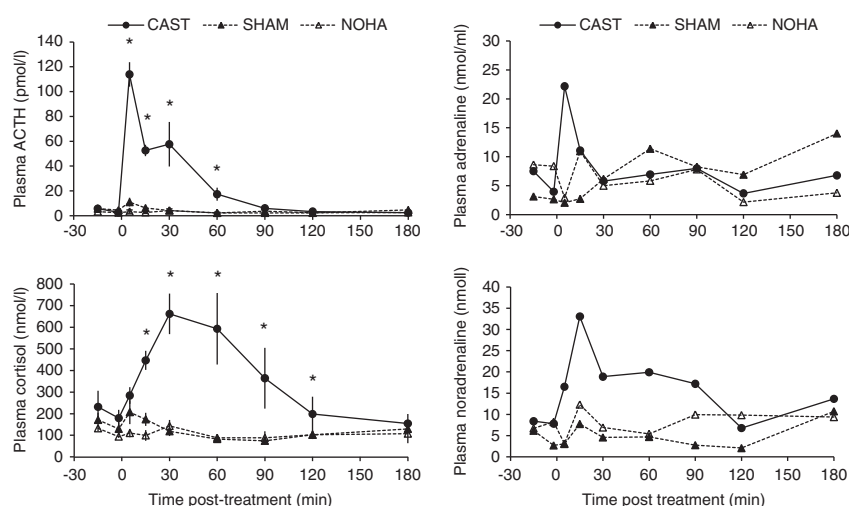 CAST SHAM NOHA
Plasma ACTH (pmol/l)
140
120
100
80
60
40
20
0
* * * *
-30 0 30 60 90 120 150 180
CAST SHAM NOHA
Plasma adrenaline (nmol/ml)
30
25
20
15
10
5
0
-30 0 30 60 90 120 150 180
Plasma cortisol (nmol/l)
800
700
600
500
400
300
200
100
0
* * * * *
-30 0 30 60 90 120 150 180
Time post-treatment (min)
Plasma noradrenaline (nmoll)
40
35
30
25
20
15
10
5
0
-30 0 30 60 90 120 150 180
Time post treatment (min)